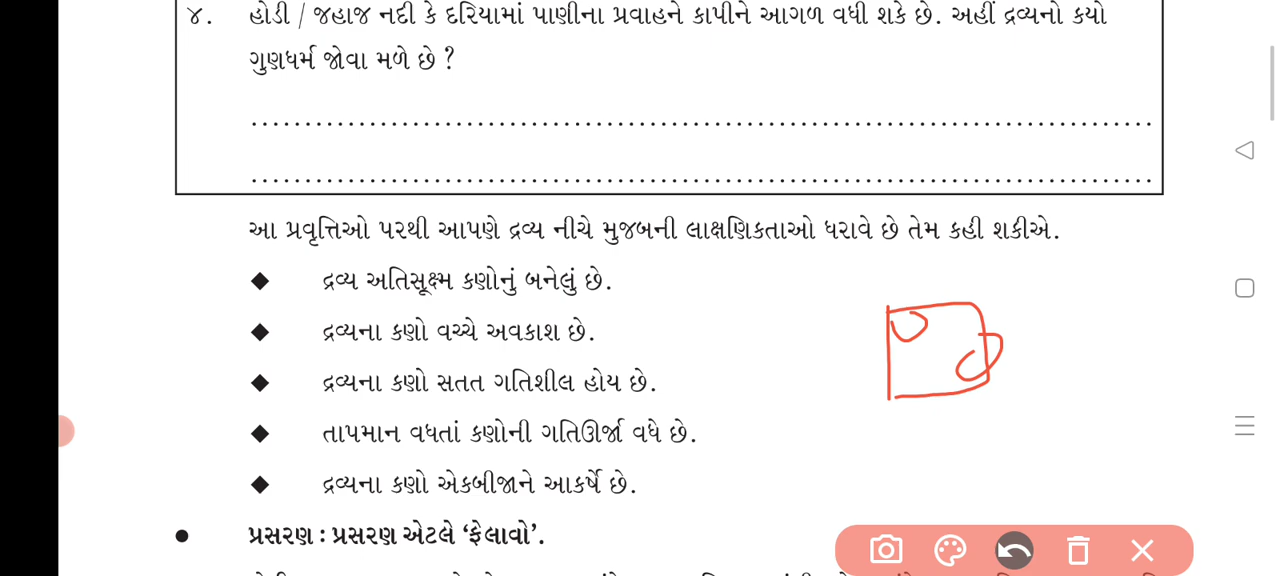 ૪. હોડી / જહાજ નદી કે દરિયામાં પાણીના પ્રવાહને કાપીને આગળ વધી શકે છે. અહીં દ્રવ્યનો કયો
ગુણધર્મ જોવા મળે છે ?
આ પ્રવૃત્તિઓ પરથી આપણે દ્રવ્ય નીચે મુજબની લાક્ષણિકતાઓ ધરાવે છે તેમ કહી શકીએ.
◆ દ્રવ્ય અતિસૂક્ષ્મ કણોનું બનેલું છે.
◆ દ્રવ્યના કણો વચ્ચે અવકાશ છે.
◆ દ્રવ્યના કણો સતત ગતિશીલ હોય છે.
◆ તાપમાન વધતાં કણોની ગતિઊર્જા વધે છે.
◆ દ્રવ્યના કણો એકબીજાને આકર્ષે છે.
● પ્રસરણ : પ્રસરણ એટલે ‘ફેલાવો’.